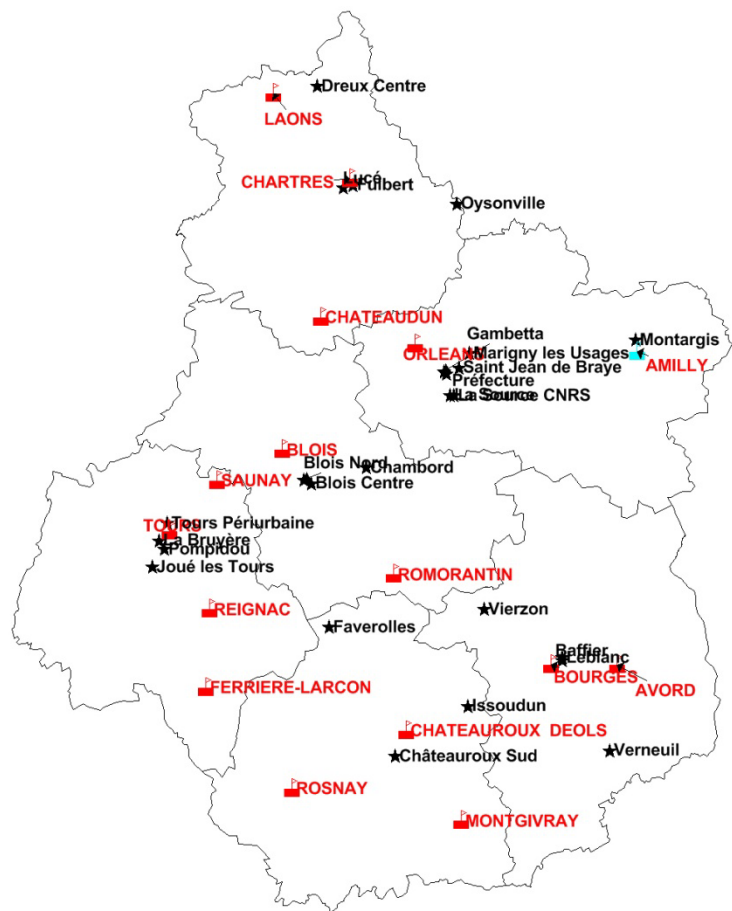 Dreux Centre
LAONS
Lucé
CHARTRES
Fulbert
Oysonville
CHATEAUDUN
Gambetta
Montargis
ORLEANS
Marigny les Usages
AMILLY
Saint Jean de Braye
Préfecture
La Source CNRS
BLOIS
Blois Nord
Chambord
SAUNAY
Blois Centre
Tours Périurbaine
TOURS
La Bruyère
Pompidou
Joué les Tours
ROMORANTIN
REIGNAC
Vierzon
Faverolles
Baffier
Leblanc
BOURGES
FERRIERE-LARCON
AVORD
Issoudun
CHATEAUROUX DEOLS
Châteauroux Sud
Verneuil
ROSNAY
MONTGIVRAY